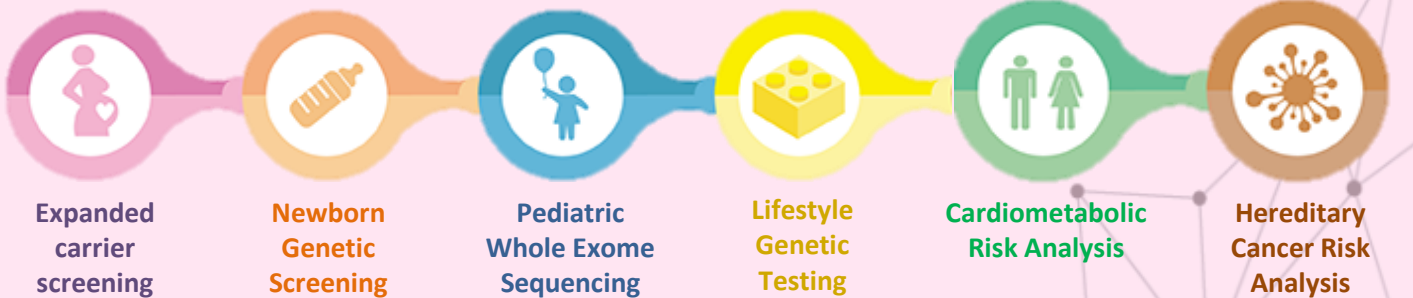 Expanded
carrier
screening
Newborn
Genetic
Screening
Pediatric
Whole Exome
Sequencing
Lifestyle
Genetic
Testing
Cardiometabolic
Risk Analysis
Hereditary
Cancer Risk
Analysis